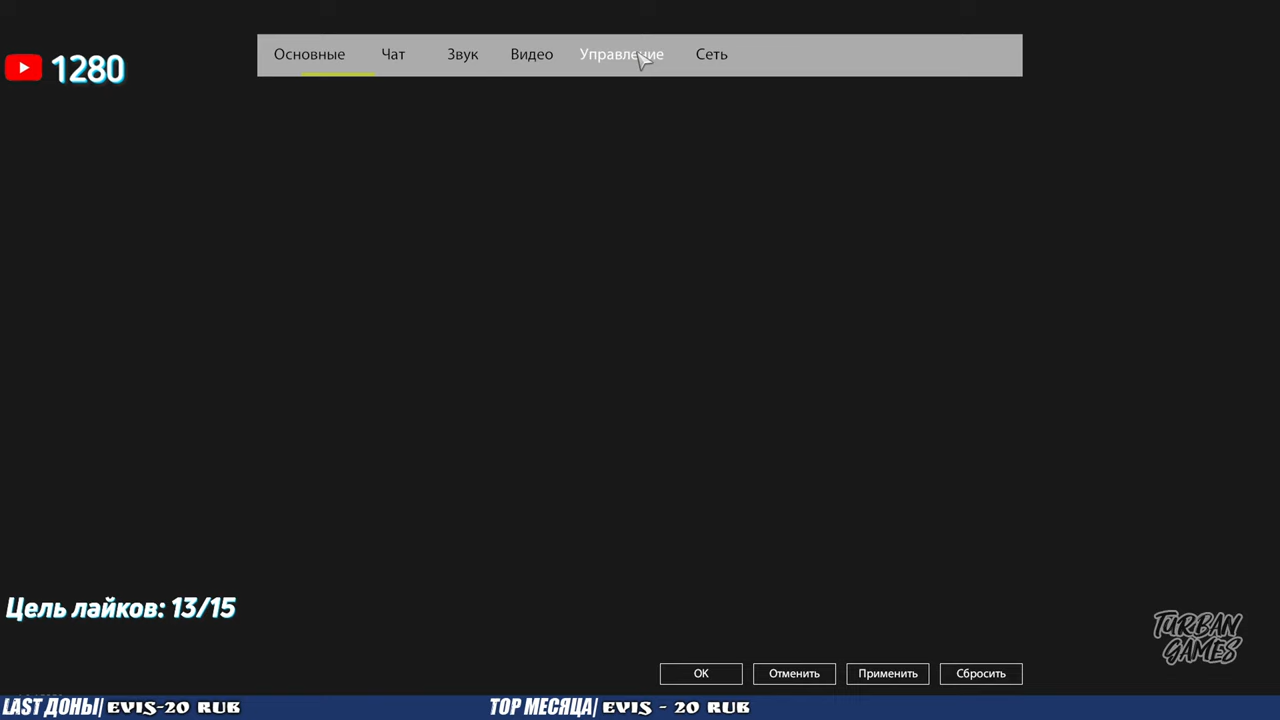 Основные Чат Звук Видео Управление Сеть
1280
Цель лайков: 13/15
TURBAN
GAMES
OK Отменить Применить Сбросить
LAST ДОНЫ| EVIS-20 RUB TOP МЕСЯЦА| EVIS - 20 RUB